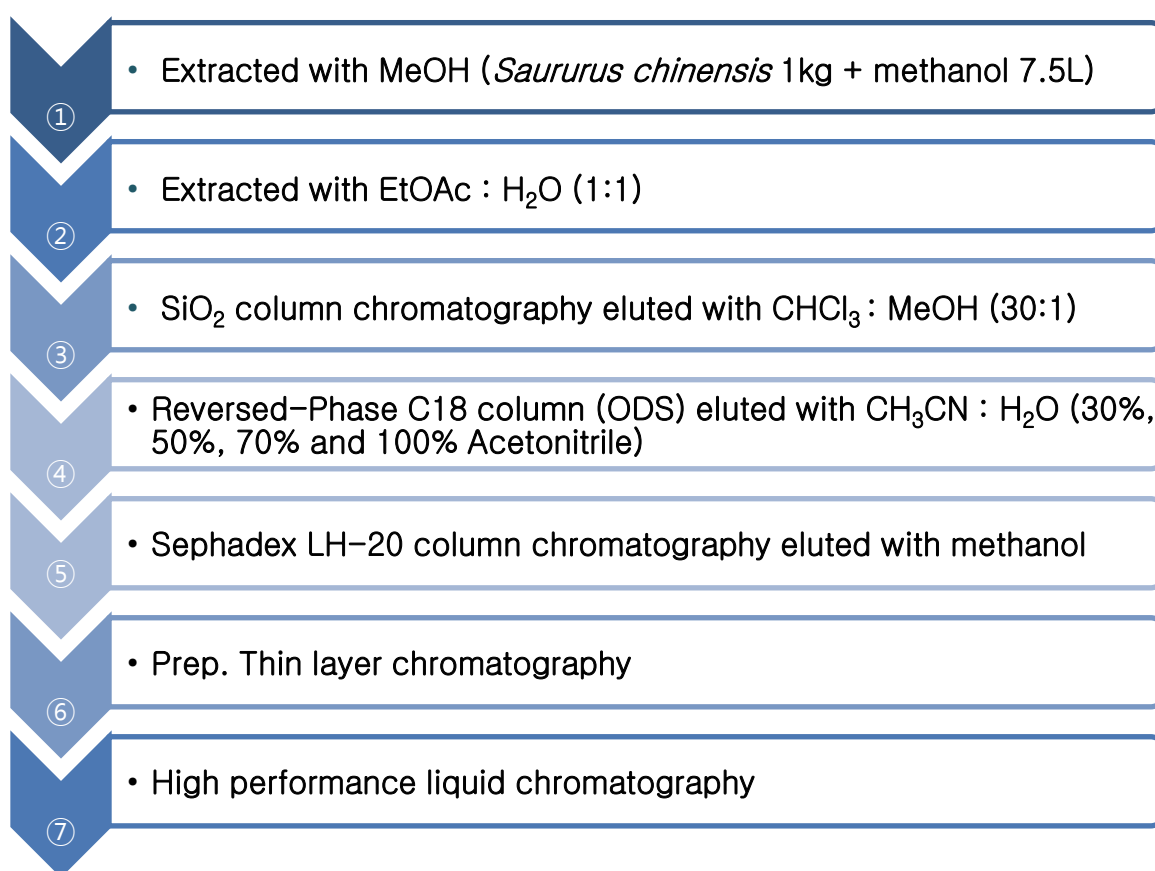 ① • Extracted with MeOH (Saururus chinensis 1kg + methanol 7.5L)
② • Extracted with EtOAc : H₂O (1:1)
③ • SiO₂ column chromatography eluted with CHCl₃ : MeOH (30:1)
④ • Reversed-Phase C18 column (ODS) eluted with CH₃CN : H₂O (30%,
50%, 70% and 100% Acetonitrile)
⑤ • Sephadex LH-20 column chromatography eluted with methanol
⑥ • Prep. Thin layer chromatography
⑦ • High performance liquid chromatography